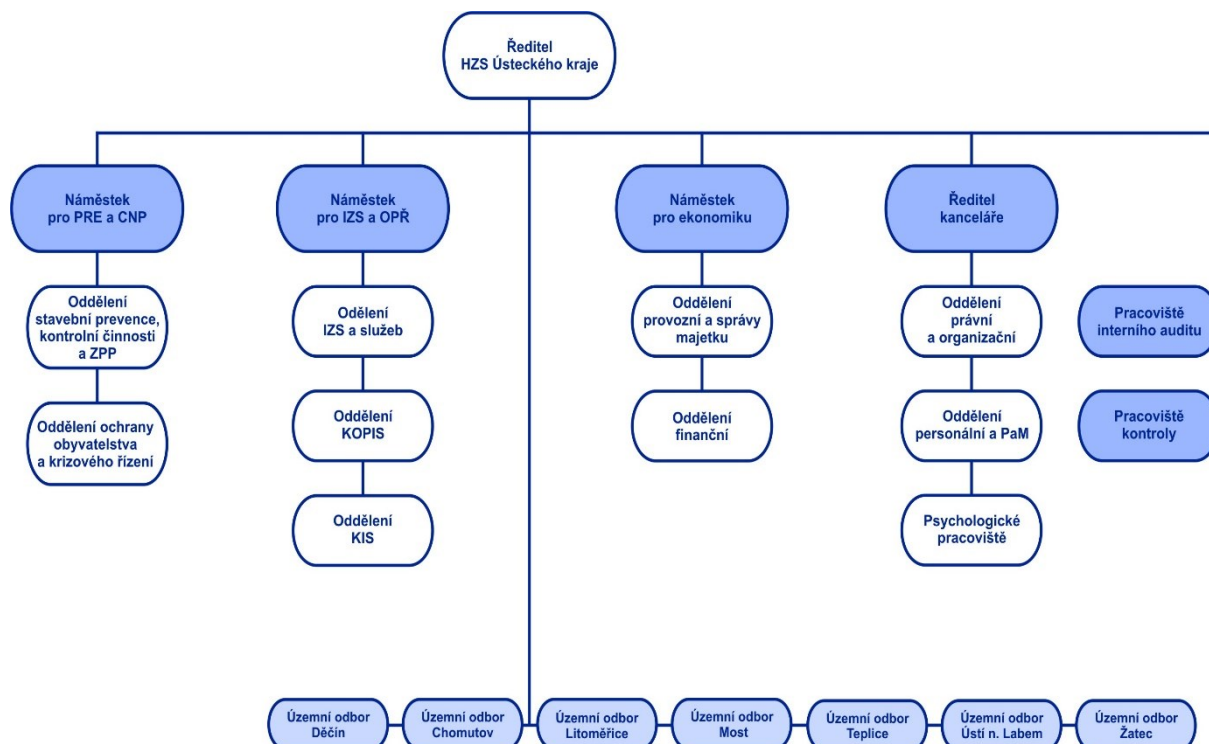 Ředitel
HZS Ústeckého kraje
Náměstek
pro PRE a CNP
Náměstek
pro IZS a OPŘ
Náměstek
pro ekonomiku
Ředitel
kanceláře
Oddělení
stavební prevence,
kontrolní činnosti
a ZPP
Odělení
IZS a služeb
Oddělení
provozní a správy
majetku
Oddělení
právní
a organizační
Pracoviště
interního auditu
Oddělení ochrany
obyvatelstva
a krizového řízení
Oddělení
KOPIS
Oddělení
finanční
Oddělení
personální a PaM
Pracoviště
kontroly
Oddělení
KIS
Psychologické
pracoviště
Územní odbor
Děčín
Územní odbor
Chomutov
Územní odbor
Litoměřice
Územní odbor
Most
Územní odbor
Teplice
Územní odbor
Ústí n. Labem
Územní odbor
Žatec